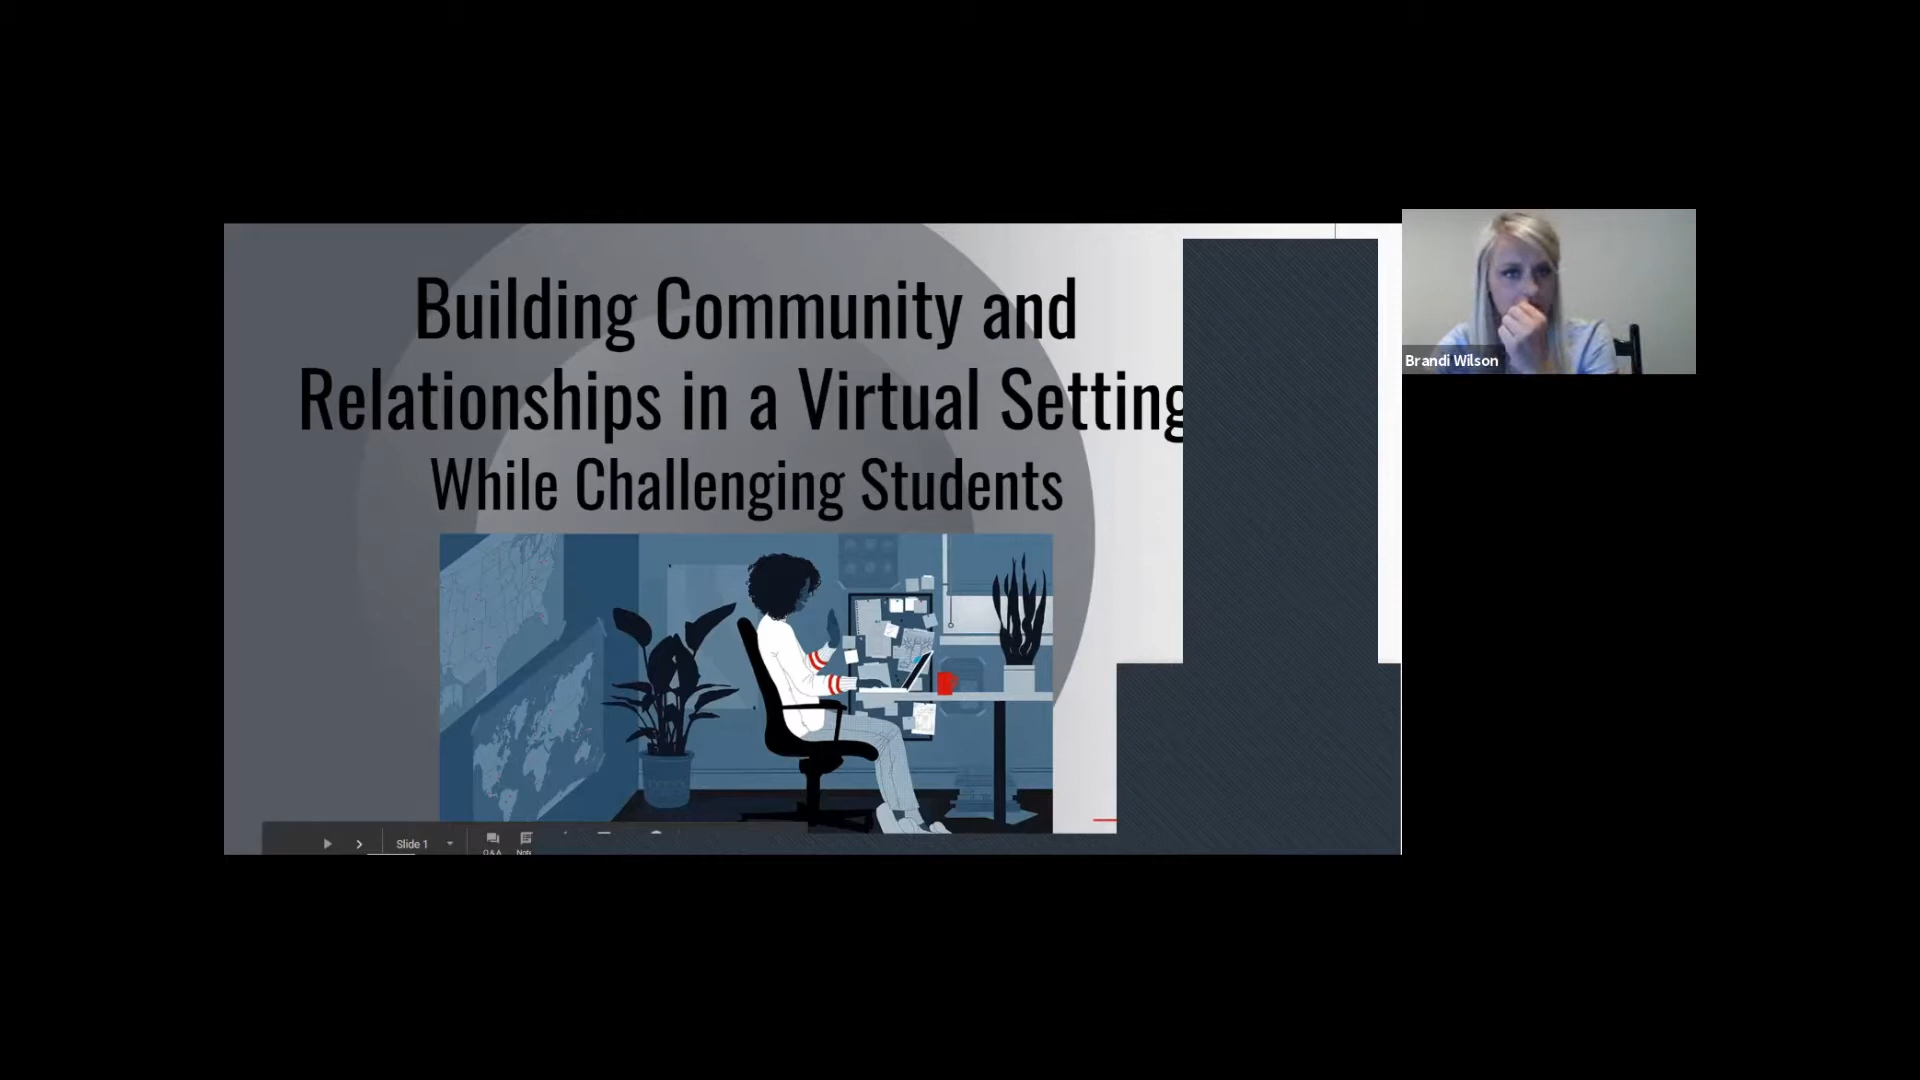 Building Community and
Relationships in a Virtual Setting
While Challenging Students
Brandi Wilson
Slide 1
Q&A